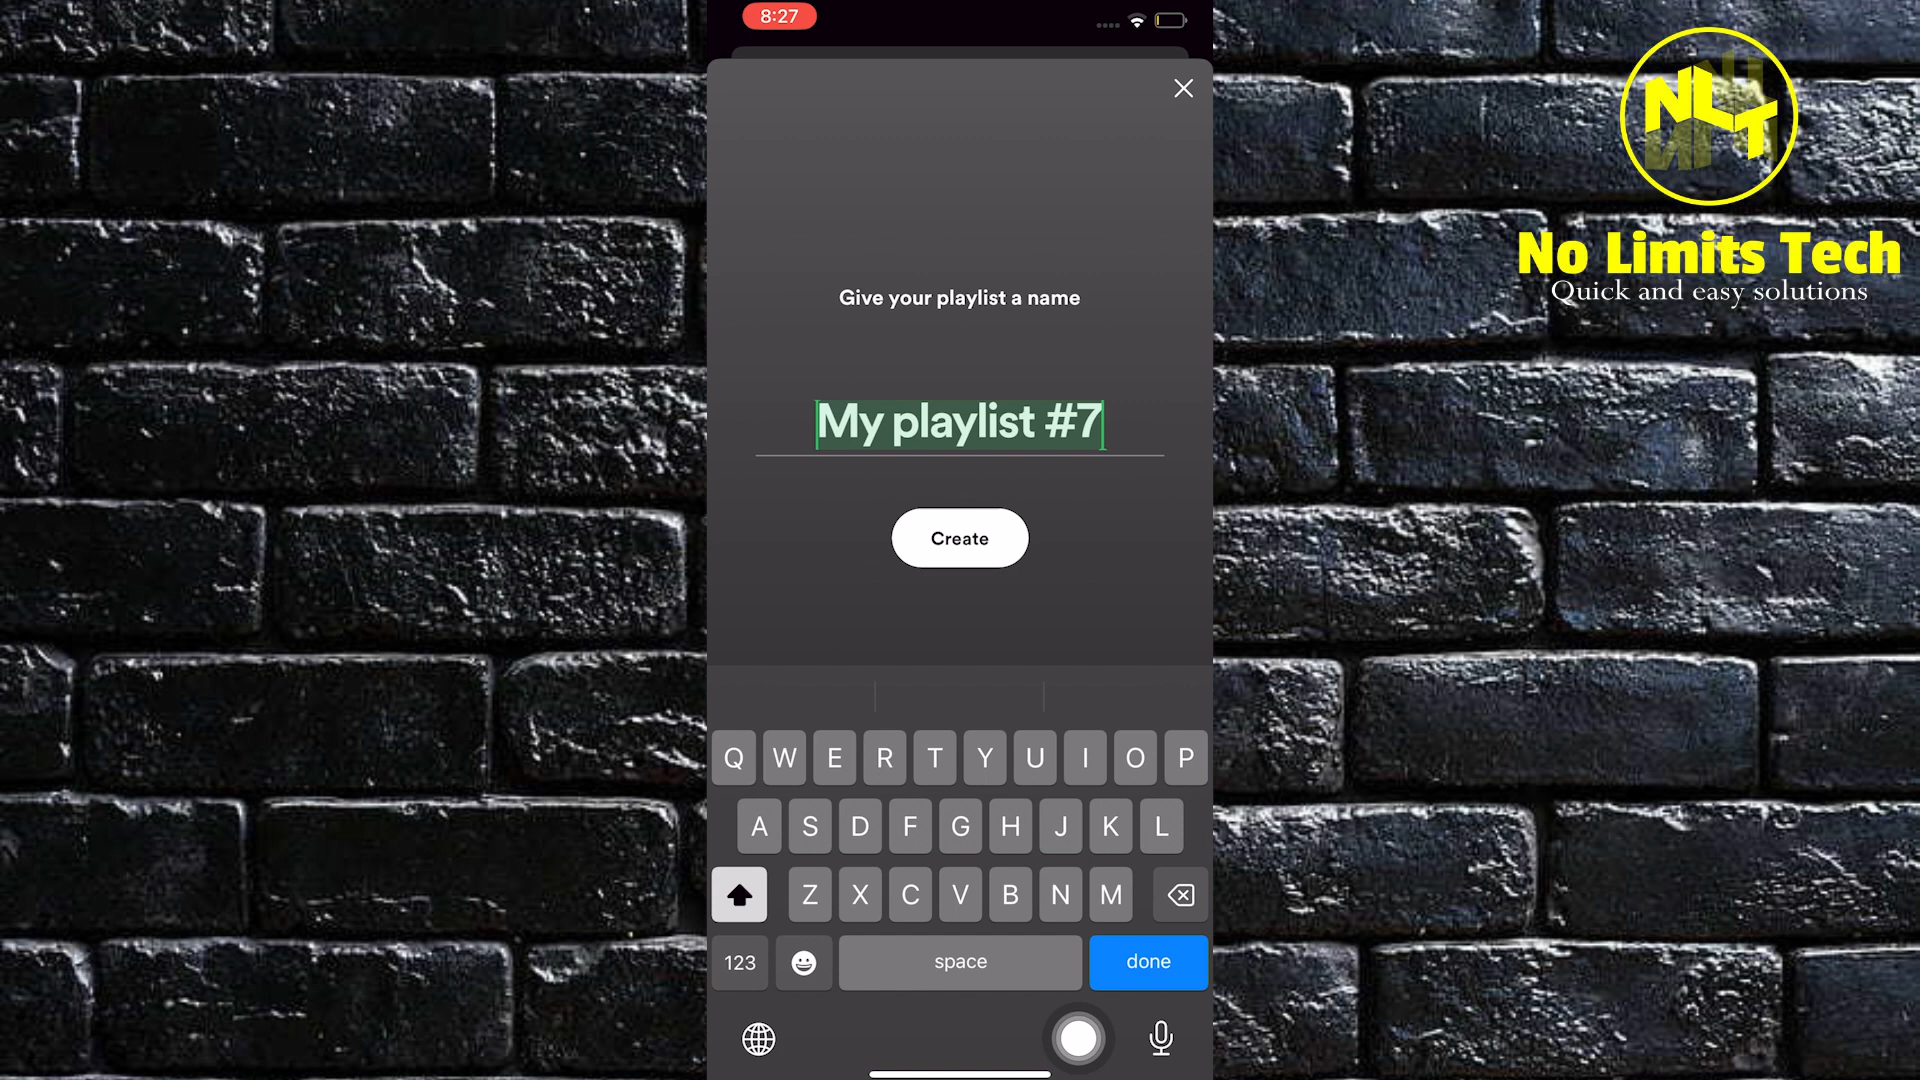 8:27
NLT
No Limits Tech
Quick and easy solutions
Give your playlist a name
My playlist #7
Create
Q W E R T Y U I O P
A S D F G H J K L
Z X C V B N M
123 space done